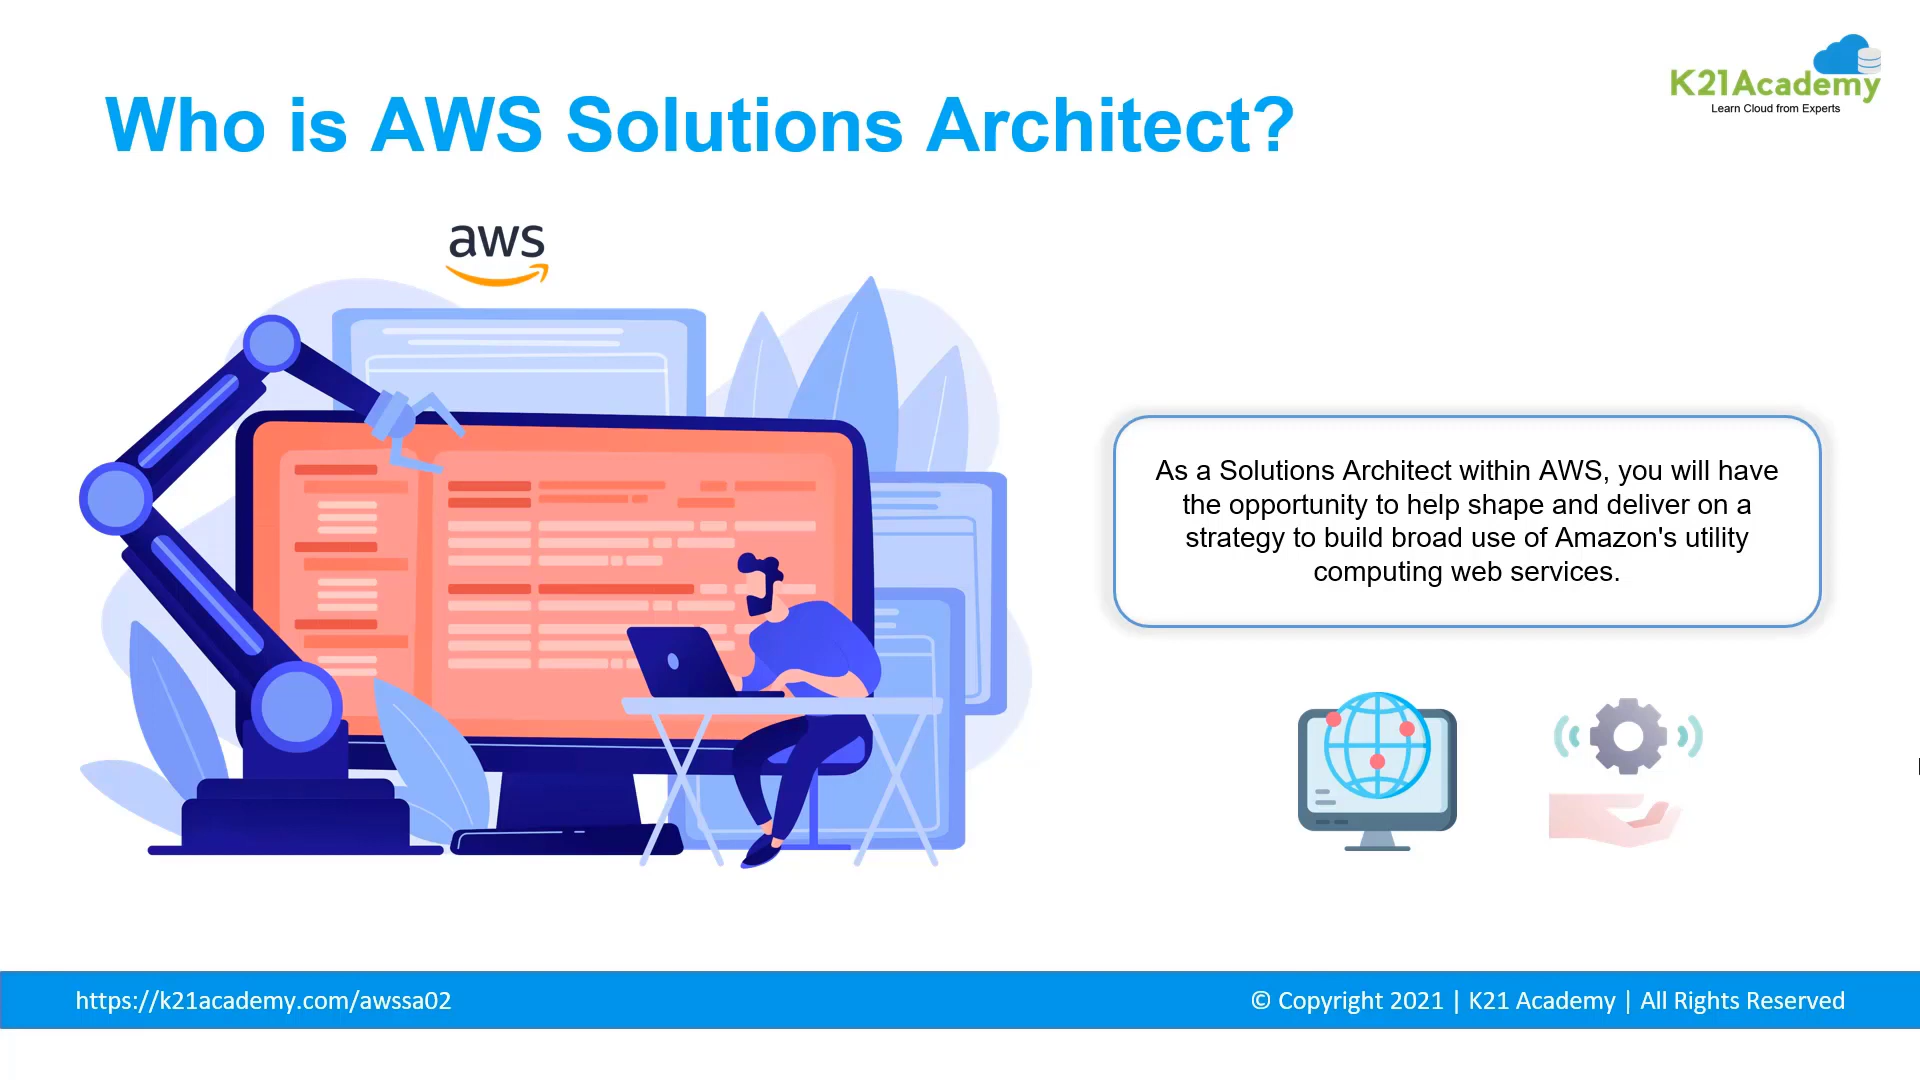 K21Academy
Learn Cloud from Experts
Who is AWS Solutions Architect?
aws
As a Solutions Architect within AWS, you will have
the opportunity to help shape and deliver on a
strategy to build broad use of Amazon's utility
computing web services.
https://k21academy.com/awssa02
© Copyright 2021 | K21 Academy | All Rights Reserved